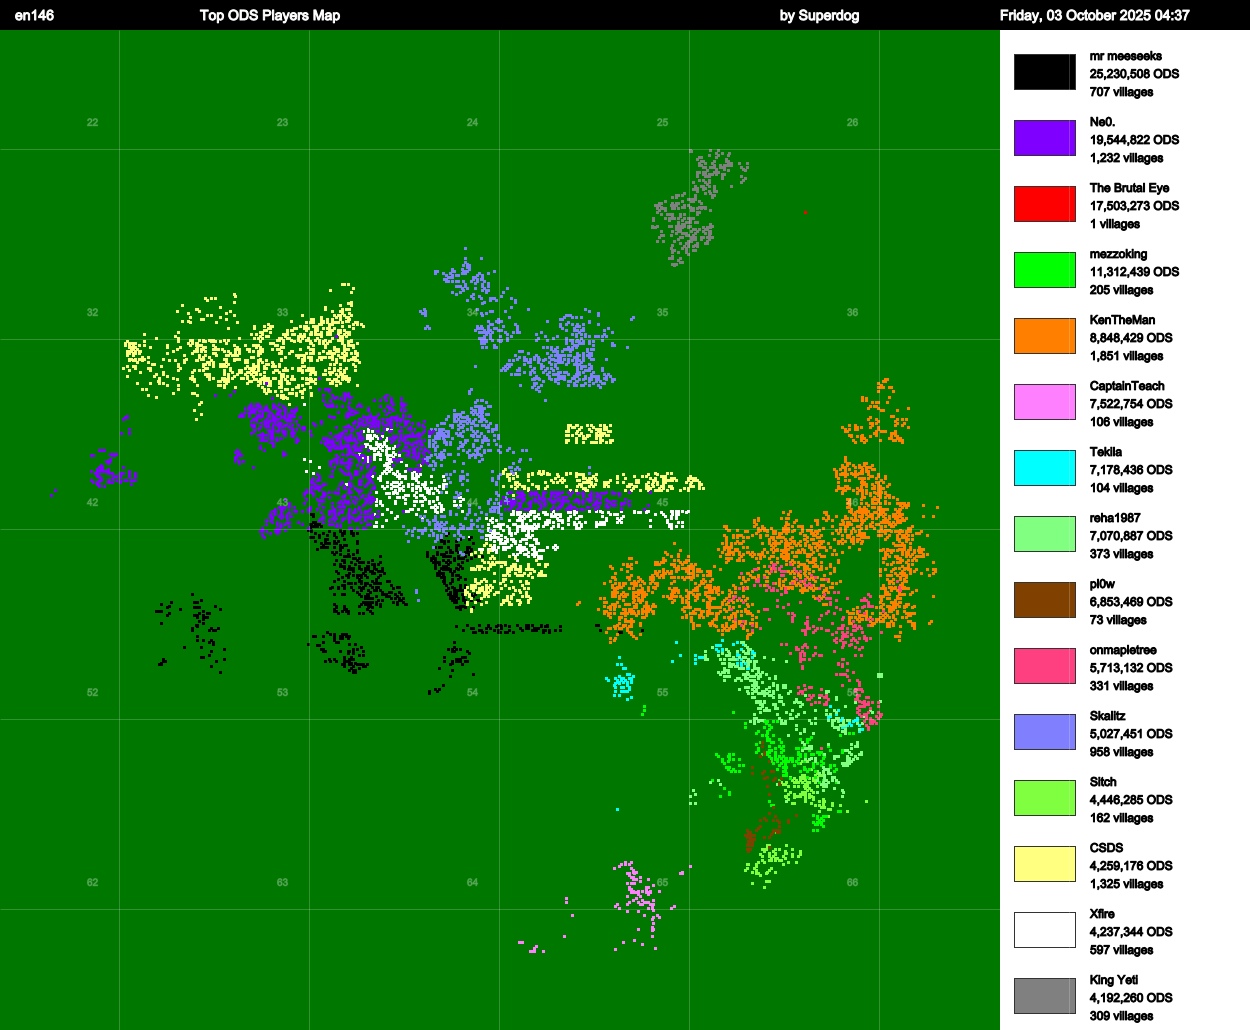 en146 Top ODS Players Map by Superdog Friday, 03 October 2025 04:37
22 23 24 25 26
32 33 34 35 36
42 43 44 45
52 53 54 55
62 63 64 65 66
mr meeseeks
25,230,508 ODS
707 villages
Ne0.
19,544,822 ODS
1,232 villages
The Brutal Eye
17,503,273 ODS
1 villages
mezzoking
11,312,439 ODS
205 villages
KenTheMan
8,848,429 ODS
1,851 villages
CaptainTeach
7,522,754 ODS
106 villages
Tekila
7,178,436 ODS
104 villages
reha1987
7,070,887 ODS
373 villages
pl0w
6,853,469 ODS
73 villages
onmapletree
5,713,132 ODS
331 villages
Skalitz
5,027,451 ODS
958 villages
Sitch
4,446,285 ODS
162 villages
CSDS
4,259,176 ODS
1,325 villages
Xfire
4,237,344 ODS
597 villages
King Yeti
4,192,260 ODS
309 villages